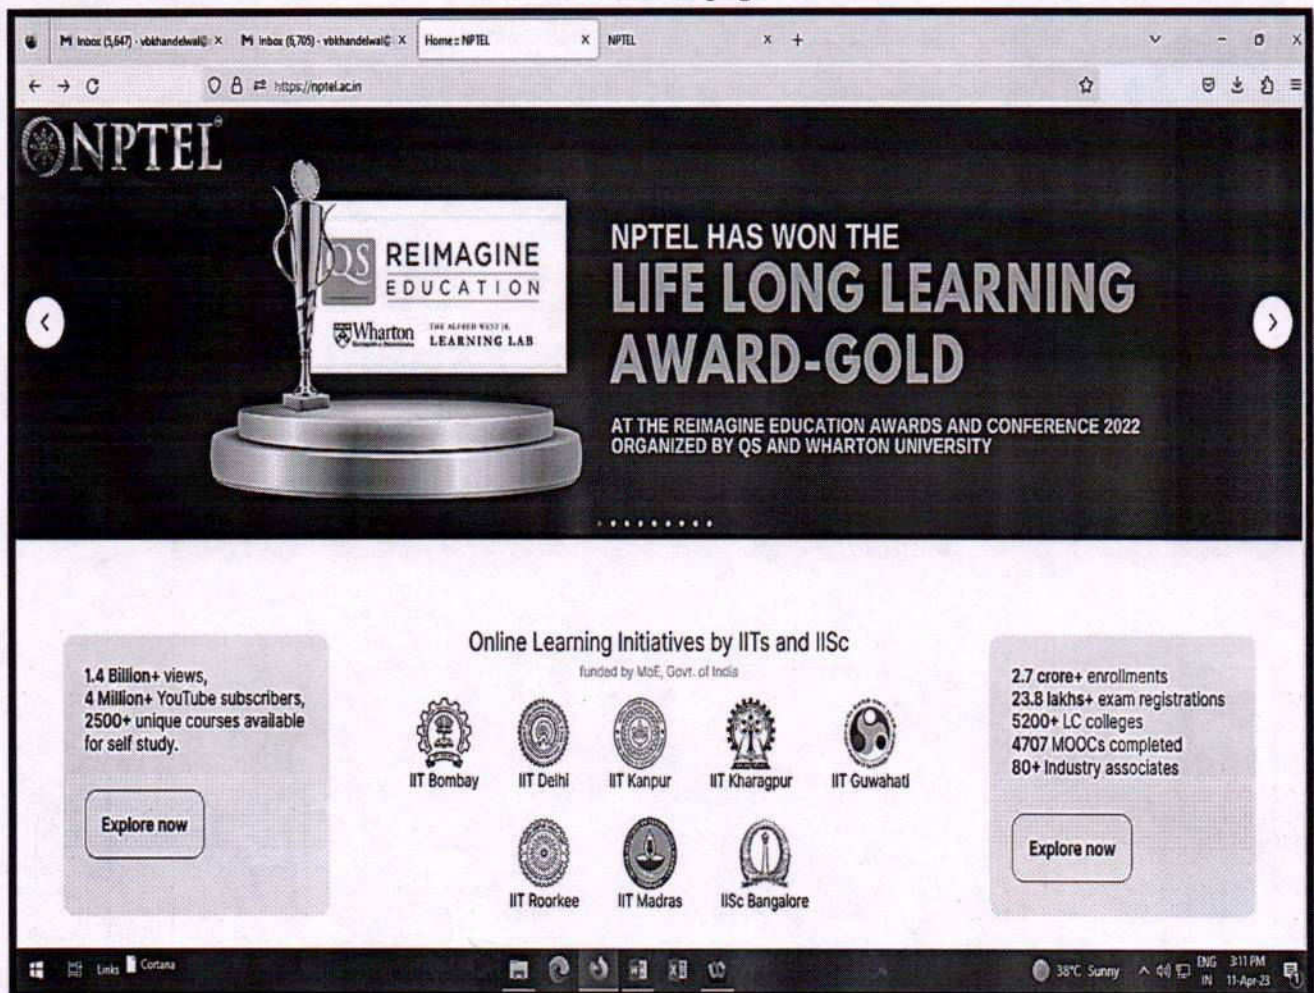 Inbox (5,647) - vbkhandelwal@ X
Inbox (6,705) - vbkhandelwal@ X
Home :: NPTEL X
NPTEL X +
https://nptel.ac.in
NPTEL
QS REIMAGINE
EDUCATION
Wharton
THE ALFRED WEST JR.
LEARNING LAB
NPTEL HAS WON THE
LIFE LONG LEARNING
AWARD-GOLD
AT THE REIMAGINE EDUCATION AWARDS AND CONFERENCE 2022
ORGANIZED BY QS AND WHARTON UNIVERSITY
1.4 Billion+ views,
4 Million+ YouTube subscribers,
2500+ unique courses available
for self study.
Explore now
Online Learning Initiatives by IITs and IISc
funded by MoE, Govt. of India
IIT Bombay
IIT Delhi
IIT Kanpur
IIT Kharagpur
IIT Guwahati
IIT Roorkee
IIT Madras
IISc Bangalore
2.7 crore+ enrollments
23.8 lakhs+ exam registrations
5200+ LC colleges
4707 MOOCs completed
80+ Industry associates
Explore now
Links
Cortana
38°C Sunny
ENG
IN
3:11 PM
11-Apr-23